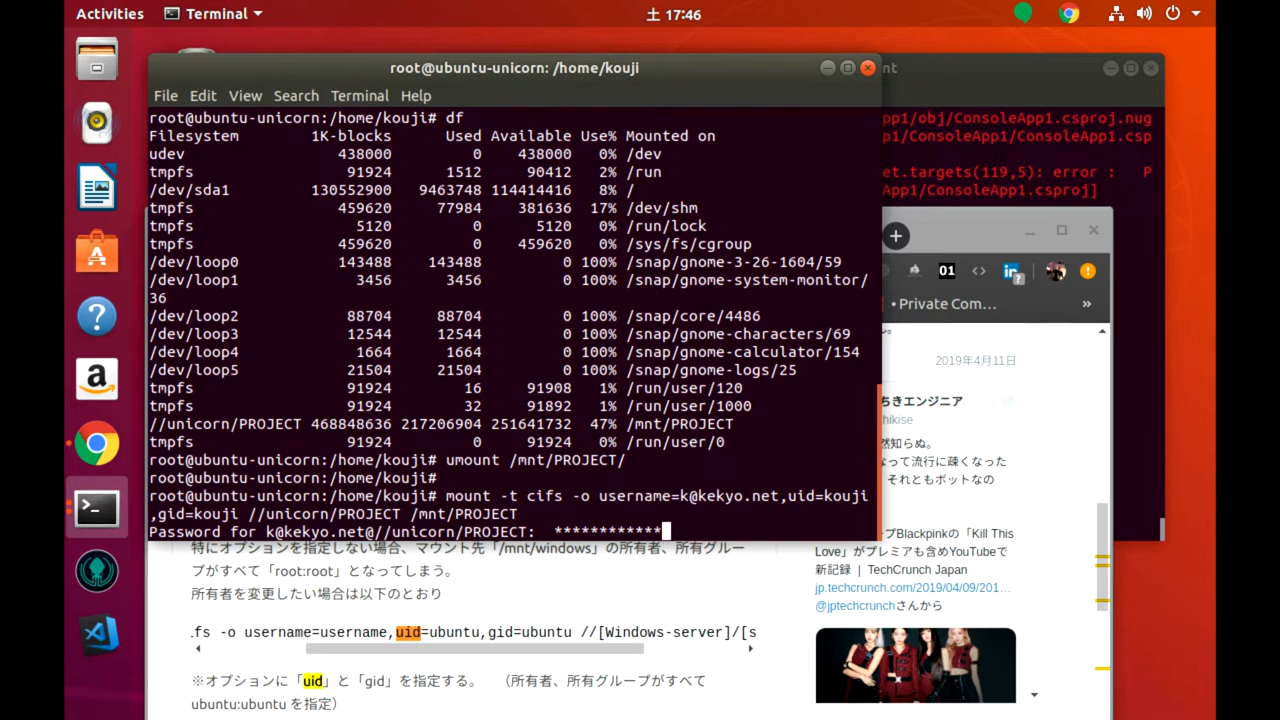 Activities
Terminal
土 17:46
root@ubuntu-unicorn: /home/kouji
nt
File Edit View Search Terminal Help
root@ubuntu-unicorn:/home/kouji# df
Filesystem 1K-blocks Used Available Use% Mounted on
udev 438000 0 438000 0% /dev
tmpfs 91924 1512 90412 2% /run
/dev/sda1 130552900 9463748 114414416 8% /
tmpfs 459620 77984 381636 17% /dev/shm
tmpfs 5120 0 5120 0% /run/lock
tmpfs 459620 0 459620 0% /sys/fs/cgroup
/dev/loop0 143488 143488 0 100% /snap/gnome-3-26-1604/59
/dev/loop1 3456 3456 0 100% /snap/gnome-system-monitor/
36
/dev/loop2 88704 88704 0 100% /snap/core/4486
/dev/loop3 12544 12544 0 100% /snap/gnome-characters/69
/dev/loop4 1664 1664 0 100% /snap/gnome-calculator/154
/dev/loop5 21504 21504 0 100% /snap/gnome-logs/25
tmpfs 91924 16 91908 1% /run/user/120
tmpfs 91924 32 91892 1% /run/user/1000
//unicorn/PROJECT 468848636 217206904 251641732 47% /mnt/PROJECT
tmpfs 91924 0 91924 0% /run/user/0
root@ubuntu-unicorn:/home/kouji# umount /mnt/PROJECT/
root@ubuntu-unicorn:/home/kouji#
root@ubuntu-unicorn:/home/kouji# mount -t cifs -o username=k@kekyo.net,uid=kouji
,gid=kouji //unicorn/PROJECT /mnt/PROJECT
Password for k@kekyo.net@//unicorn/PROJECT: ************
pp1/obj/ConsoleApp1.csproj.nug
pp1/ConsoleApp1/ConsoleApp1.csp
et.targets(119,5): error : P
App1/ConsoleApp1.csproj]
01
in
• Private Com…
»
2019年4月11日
ちきエンジニア
hikise
然知らぬ。
なって流行に疎くなった
それともボットなの
プBlackpinkの「Kill This
Love」がプレミアも含めYouTubeで
新記録 | TechCrunch Japan
jp.techcrunch.com/2019/04/09/201…
@jptechcrunchさんから
特にオプションを指定しない場合、マウント先「/mnt/windows」の所有者、所有グルー
プがすべて「root:root」となってしまう。
所有者を変更したい場合は以下のとおり
ifs -o username=username,uid=ubuntu,gid=ubuntu //[Windows-server]/[s
※オプションに「uid」と「gid」を指定する。 （所有者、所有グループがすべて
ubuntu:ubuntu を指定）